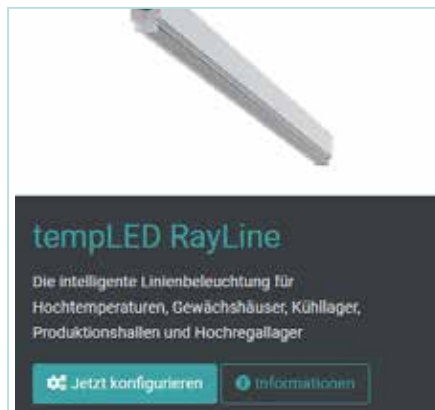 tempLED RayLine
Die intelligente Linienbeleuchtung für
Hochtemperaturen, Gewächshäuser, Kühllager,
Produktionshallen und Hochregallager
Jetzt konfigurieren
Informationen